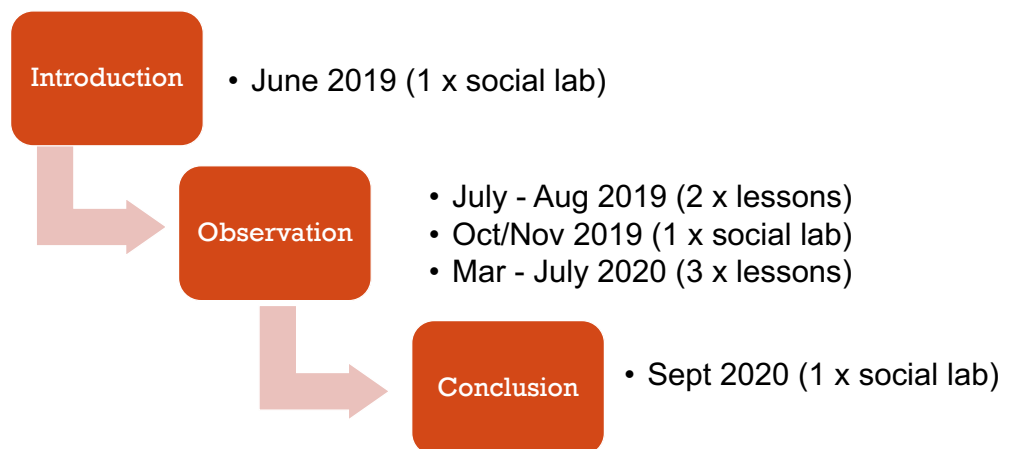 Introduction
• June 2019 (1 x social lab)
Observation
• July - Aug 2019 (2 x lessons)
• Oct/Nov 2019 (1 x social lab)
• Mar - July 2020 (3 x lessons)
Conclusion
• Sept 2020 (1 x social lab)